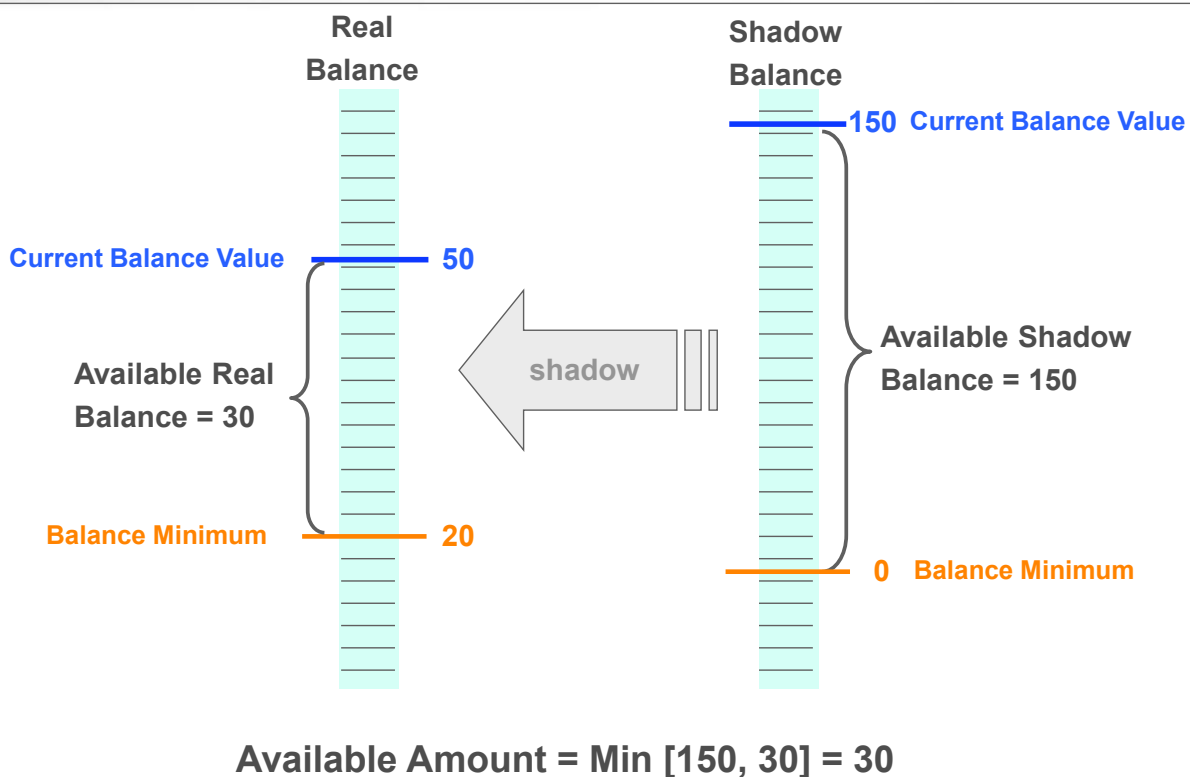 Real
Balance
Shadow
Balance
150 Current Balance Value
Current Balance Value 50
shadow
Available Real
Balance = 30
Available Shadow
Balance = 150
Balance Minimum 20
0 Balance Minimum
Available Amount = Min [150, 30] = 30